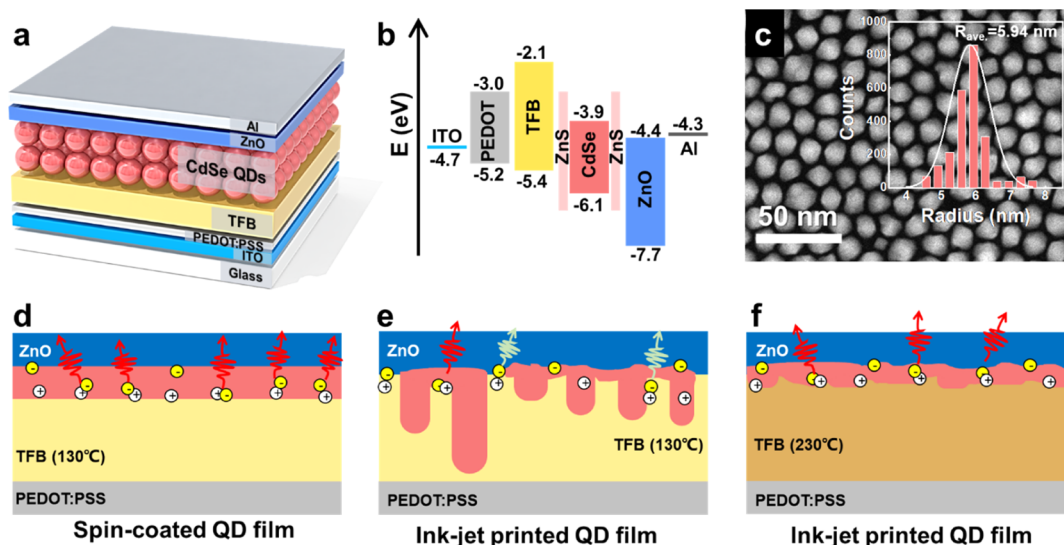 a
Al
ZnO
CdSe QDs
TFB
PEDOT:PSS
ITO
Glass
b
E (eV)
ITO
-4.7
-3.0
PEDOT
-5.2
-2.1
TFB
-5.4
ZnS
-3.9
CdSe
-6.1
ZnS
-4.4
ZnO
-7.7
-4.3
Al
c
1000
800
600
400
200
0
Counts
Rave.=5.94 nm
4 5 6 7 8
Radius (nm)
50 nm
d
ZnO
TFB (130℃)
PEDOT:PSS
Spin-coated QD film
e
ZnO
TFB (130℃)
PEDOT:PSS
Ink-jet printed QD film
f
ZnO
TFB (230℃)
PEDOT:PSS
Ink-jet printed QD film